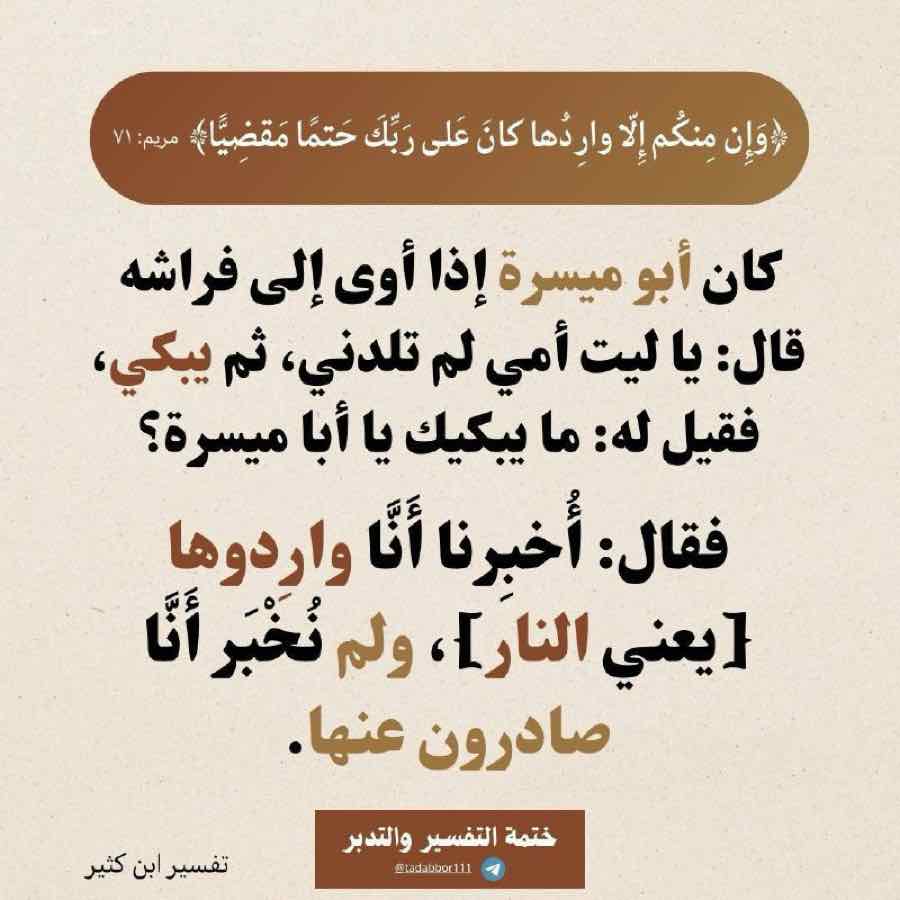 ﴿وَإِن مِنكُم إِلّا وارِدُها كانَ عَلى رَبِّكَ حَتمًا مَقضِيًّا﴾ مريم: ٧١
كان أبو ميسرة إذا أوى إلى فراشه
قال: يا ليت أمي لم تلدني، ثم يبكي،
فقيل له: ما يبكيك يا أبا ميسرة؟
فقال: أُخبِرنا أَنَّا وارِدوها
[يعني النار]، ولم نُخْبَر أَنَّا
صادرون عنها.
ختمة التفسير والتدبر
@tadabbor111
تفسير ابن كثير